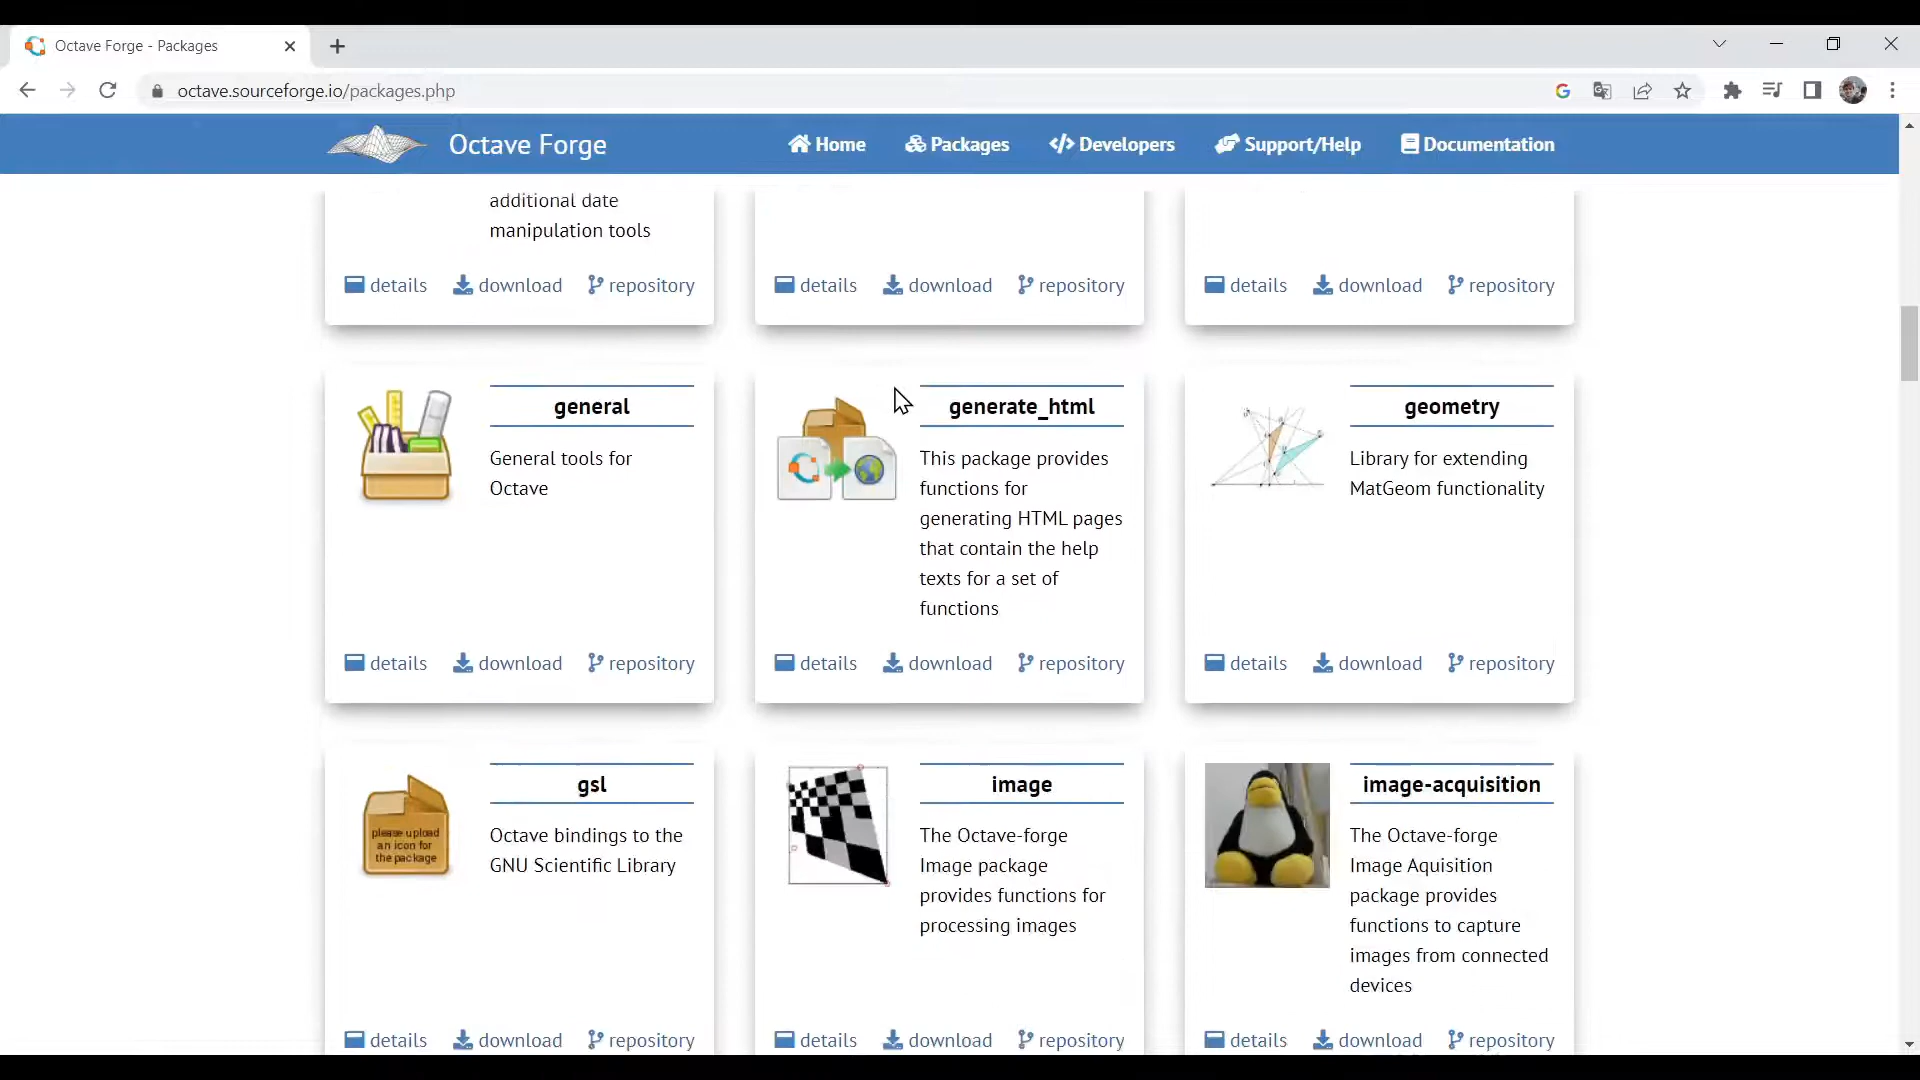 Octave Forge - Packages
octave.sourceforge.io/packages.php
Octave Forge
Home
Packages
Developers
Support/Help
Documentation
additional date
manipulation tools
details download repository
details download repository
details download repository
general
General tools for
Octave
details download repository
generate_html
This package provides
functions for
generating HTML pages
that contain the help
texts for a set of
functions
details download repository
geometry
Library for extending
MatGeom functionality
details download repository
please upload
an icon for
the package
gsl
Octave bindings to the
GNU Scientific Library
details download repository
image
The Octave-forge
Image package
provides functions for
processing images
details download repository
image-acquisition
The Octave-forge
Image Aquisition
package provides
functions to capture
images from connected
devices
details download repository